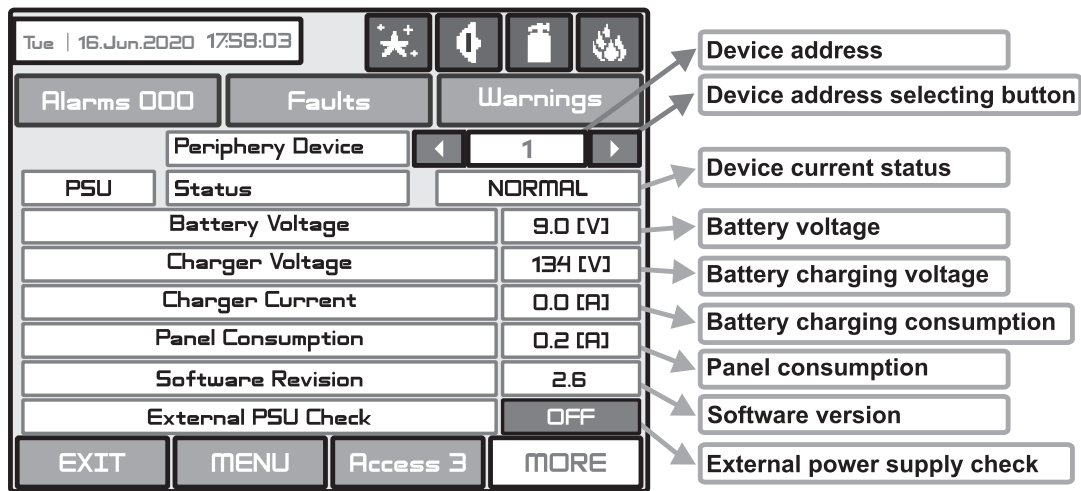 Tue | 16.Jun.2020 17:58:03
Alarms 000 Faults Warnings
Periphery Device 1
PSU Status NORMAL
Battery Voltage 9.0 [V]
Charger Voltage 13.4 [V]
Charger Current 0.0 [A]
Panel Consumption 0.2 [A]
Software Revision 2.6
External PSU Check OFF
EXIT MENU Access 3 MORE
Device address
Device address selecting button
Device current status
Battery voltage
Battery charging voltage
Battery charging consumption
Panel consumption
Software version
External power supply check